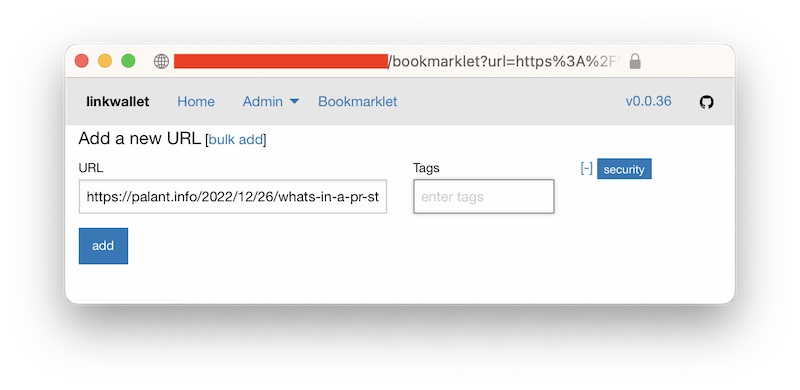 /bookmarklet?url=https%3A%2F
linkwallet Home Admin Bookmarklet v0.0.36
Add a new URL [bulk add]
URL Tags [-] security
https://palant.info/2022/12/26/whats-in-a-pr-st enter tags
add